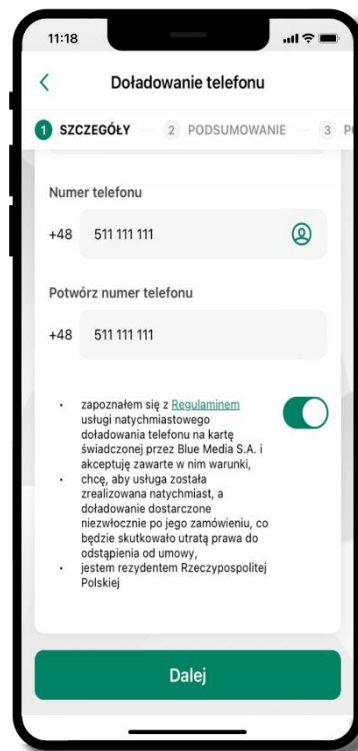 11:18
Doładowanie telefonu
1 SZCZEGÓŁY 2 PODSUMOWANIE 3 P
Numer telefonu
+48 511 111 111
Potwórz numer telefonu
+48 511 111 111
• zapoznałem się z Regulaminem
usługi natychmiastowego
doładowania telefonu na kartę
świadczonej przez Blue Media S.A. i
akceptuję zawarte w nim warunki,
• chcę, aby usługa została
zrealizowana natychmiast, a
doładowanie dostarczone
niezwłocznie po jego zamówieniu, co
będzie skutkowało utratą prawa do
odstąpienia od umowy,
• jestem rezydentem Rzeczypospolitej
Polskiej
Dalej